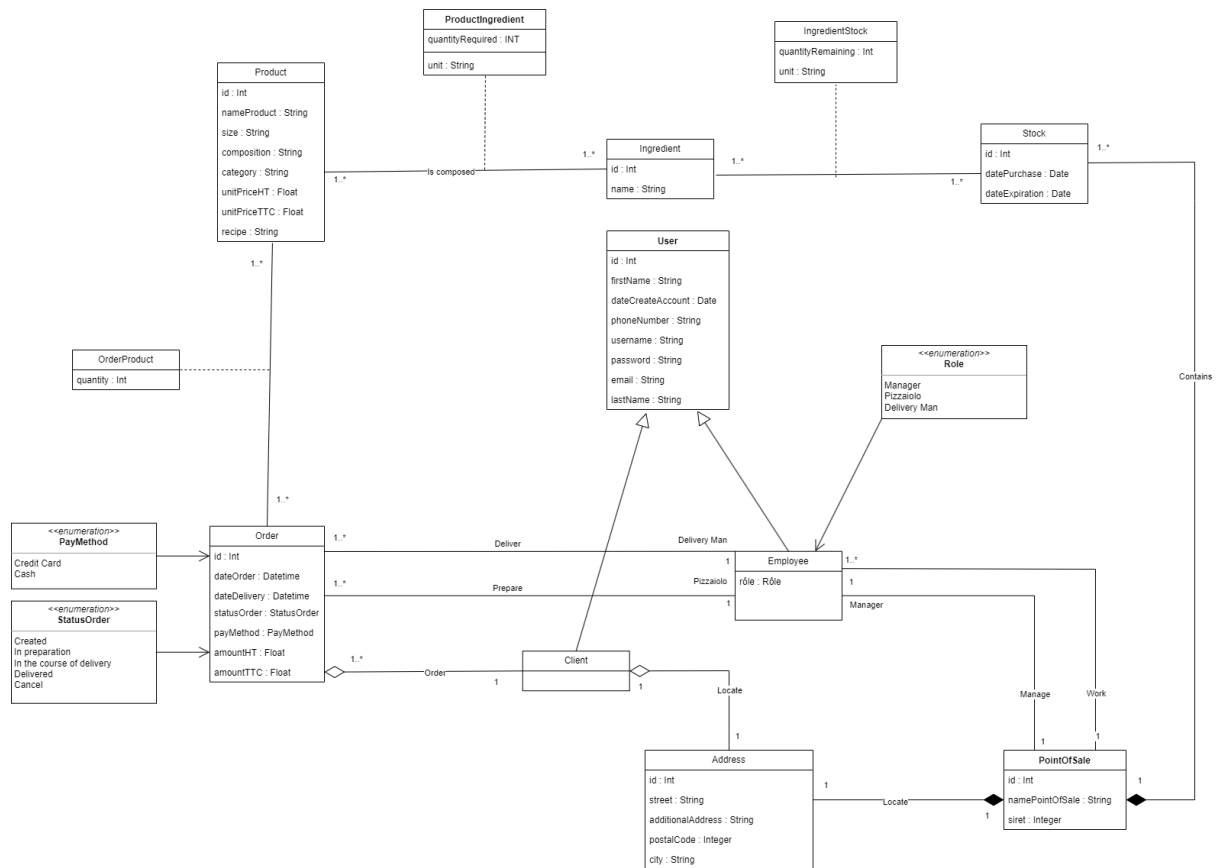 ProductIngredient
quantityRequired : INT
unit : String
IngredientStock
quantityRemaining : Int
unit : String
Product
id : Int
nameProduct : String
size : String
composition : String
category : String
unitPriceHT : Float
unitPriceTTC : Float
recipe : String
1..*
Is composed
1..*
Ingredient
id : Int
name : String
1..*
1..*
Stock
id : Int
datePurchase : Date
dateExpiration : Date
1..*
User
id : Int
firstName : String
dateCreateAccount : Date
phoneNumber : String
username : String
password : String
email : String
lastName : String
1..*
OrderProduct
quantity : Int
1..*
<<enumeration>>
Role
Manager
Pizzaiolo
Delivery Man
Contains
<<enumeration>>
PayMethod
Credit Card
Cash
<<enumeration>>
StatusOrder
Created
In preparation
In the course of delivery
Delivered
Cancel
Order
id : Int
dateOrder : Datetime
dateDelivery : Datetime
statusOrder : StatusOrder
payMethod : PayMethod
amountHT : Float
amountTTC : Float
1..*
Deliver
Delivery Man
1
1..*
Prepare
Pizzaiolo
1
Employee
rôle : Rôle
1..*
1
Manager
1..*
Order
1
Client
1
Locate
1
Manage
1
Work
1
Address
id : Int
street : String
additionalAddress : String
postalCode : Integer
city : String
1
Locate
1
PointOfSale
id : Int
namePointOfSale : String
siret : Integer
1